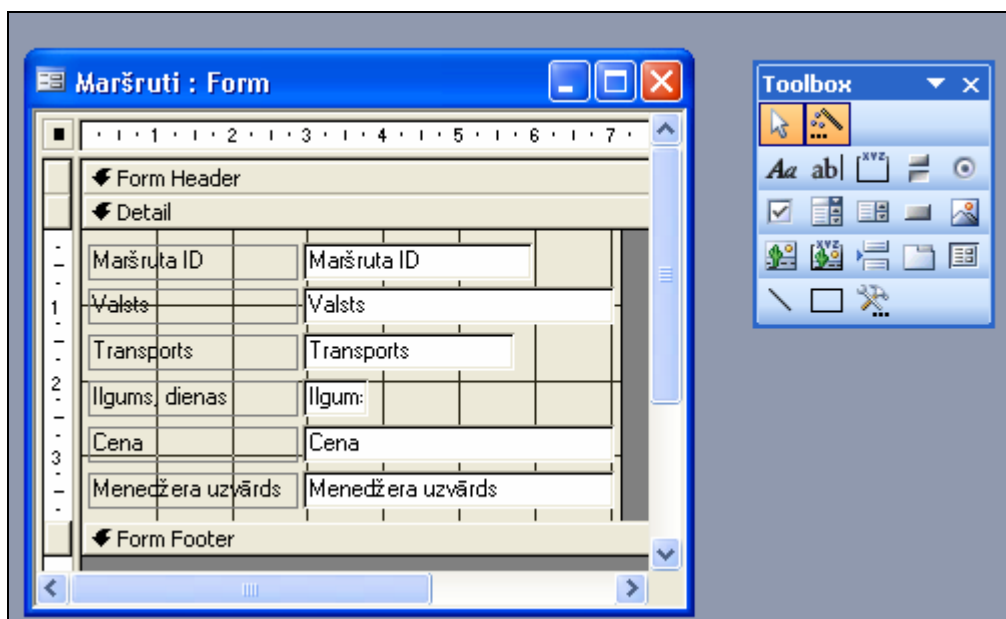 Maršruti : Form
1 2 3 4 5 6 7
Form Header
Detail
Maršruta ID Maršruta ID
1
Valsts Valsts
Transports Transports
2
Ilgums, dienas Ilgum:
Cena Cena
3
Menedžera uzvārds Menedžera uzvārds
Form Footer
Toolbox
Aa ab| XYZ
XYZ